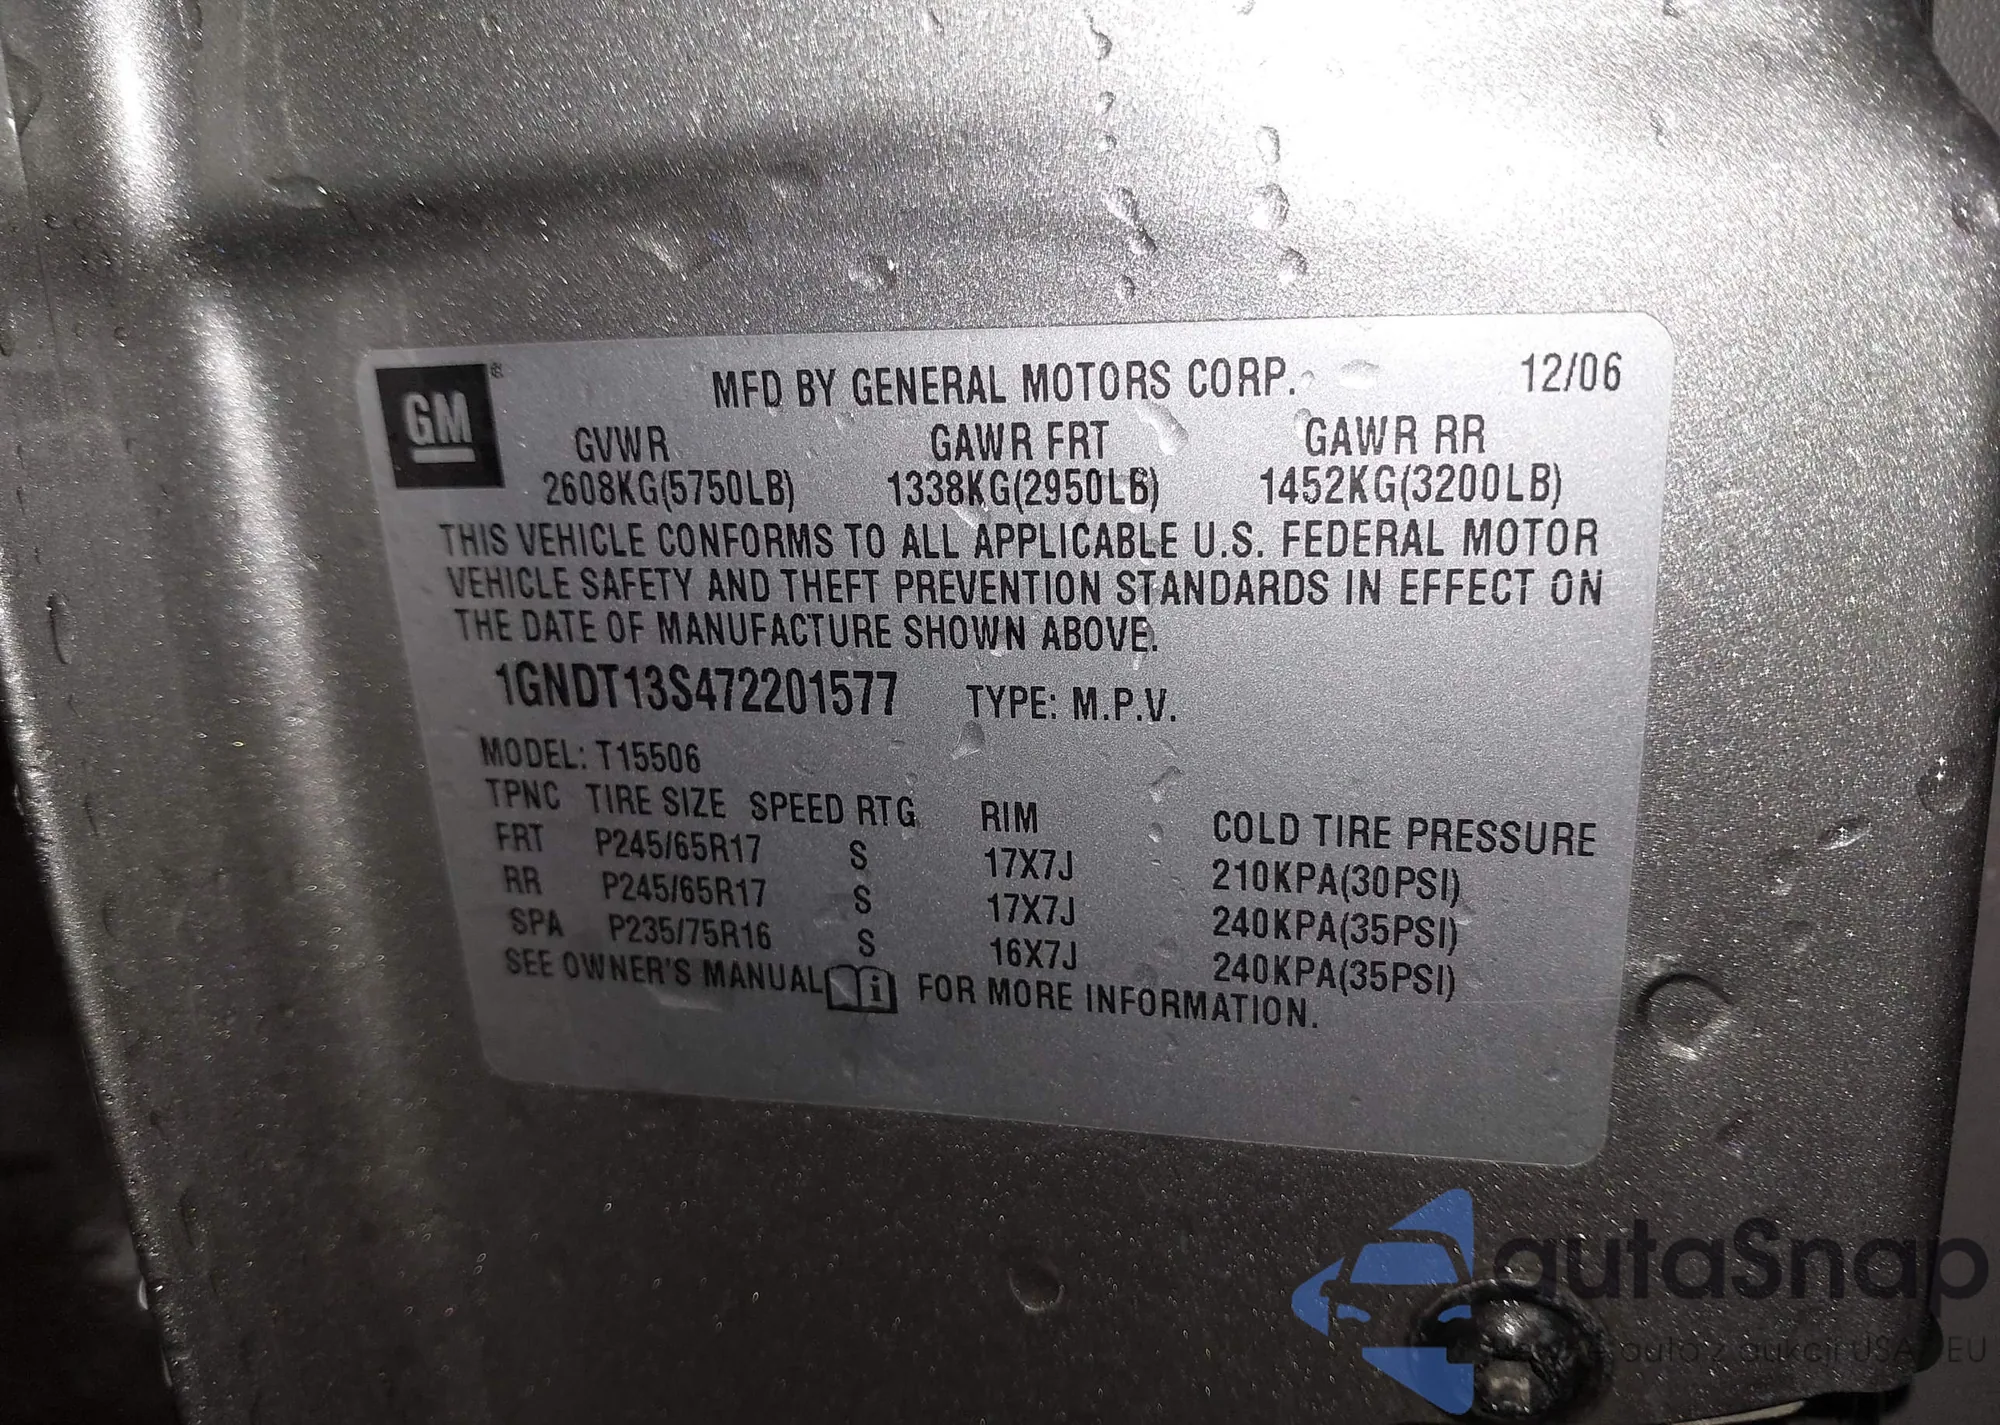 GM ®
MFD BY GENERAL MOTORS CORP. 12/06
GVWR GAWR FRT GAWR RR
2608KG(5750LB) 1338KG(2950LB) 1452KG(3200LB)
THIS VEHICLE CONFORMS TO ALL APPLICABLE U.S. FEDERAL MOTOR
VEHICLE SAFETY AND THEFT PREVENTION STANDARDS IN EFFECT ON
THE DATE OF MANUFACTURE SHOWN ABOVE.
1GNDT13S472201577 TYPE: M.P.V.
MODEL: T15506
TPNC TIRE SIZE SPEED RTG RIM COLD TIRE PRESSURE
FRT P245/65R17 S 17X7J 210KPA(30PSI)
RR P245/65R17 S 17X7J 240KPA(35PSI)
SPA P235/75R16 S 16X7J 240KPA(35PSI)
SEE OWNER'S MANUAL i FOR MORE INFORMATION.
autaSnap
auta z aukcji USA EU